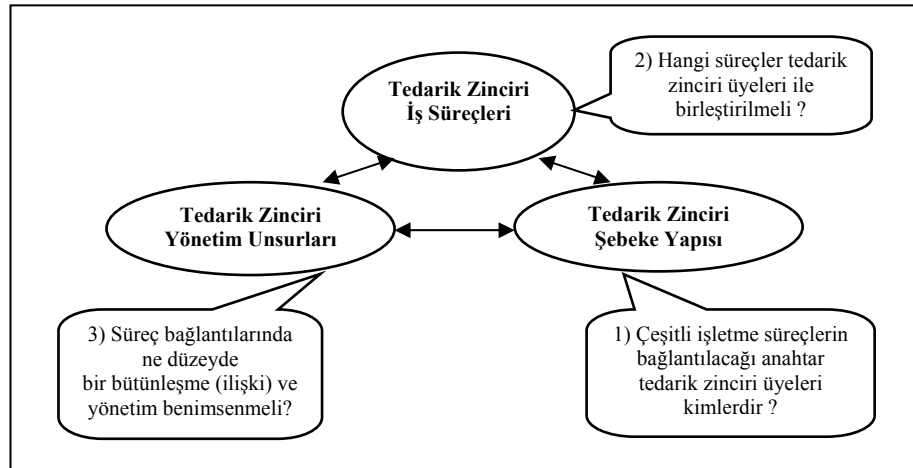 Tedarik Zinciri
İş Süreçleri
2) Hangi süreçler tedarik
zinciri üyeleri ile
birleştirilmeli ?
Tedarik Zinciri
Yönetim Unsurları
Tedarik Zinciri
Şebeke Yapısı
3) Süreç bağlantılarında
ne düzeyde
bir bütünleşme (ilişki) ve
yönetim benimsenmeli?
1) Çeşitli işletme süreçlerin
bağlantılacağı anahtar
tedarik zinciri üyeleri
kimlerdir ?